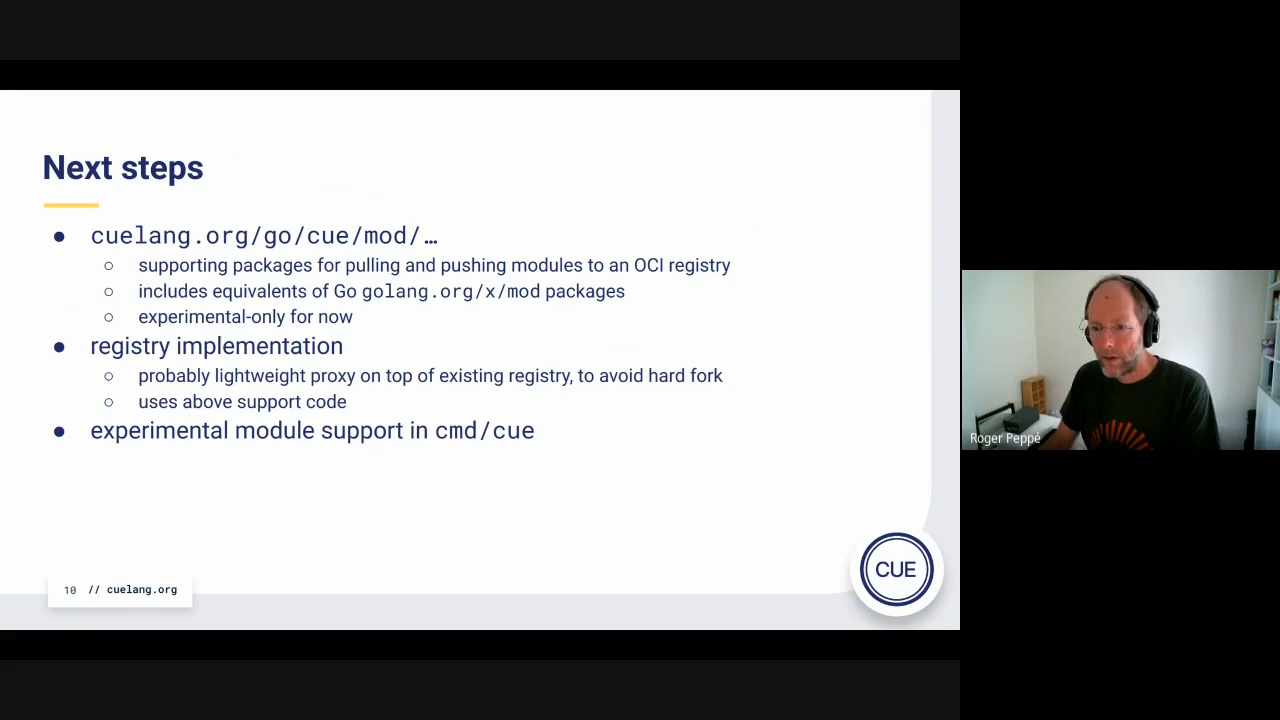 Next steps
● cuelang.org/go/cue/mod/…
○ supporting packages for pulling and pushing modules to an OCI registry
○ includes equivalents of Go golang.org/x/mod packages
○ experimental-only for now
● registry implementation
○ probably lightweight proxy on top of existing registry, to avoid hard fork
○ uses above support code
● experimental module support in cmd/cue
10 // cuelang.org
CUE
Roger Peppé